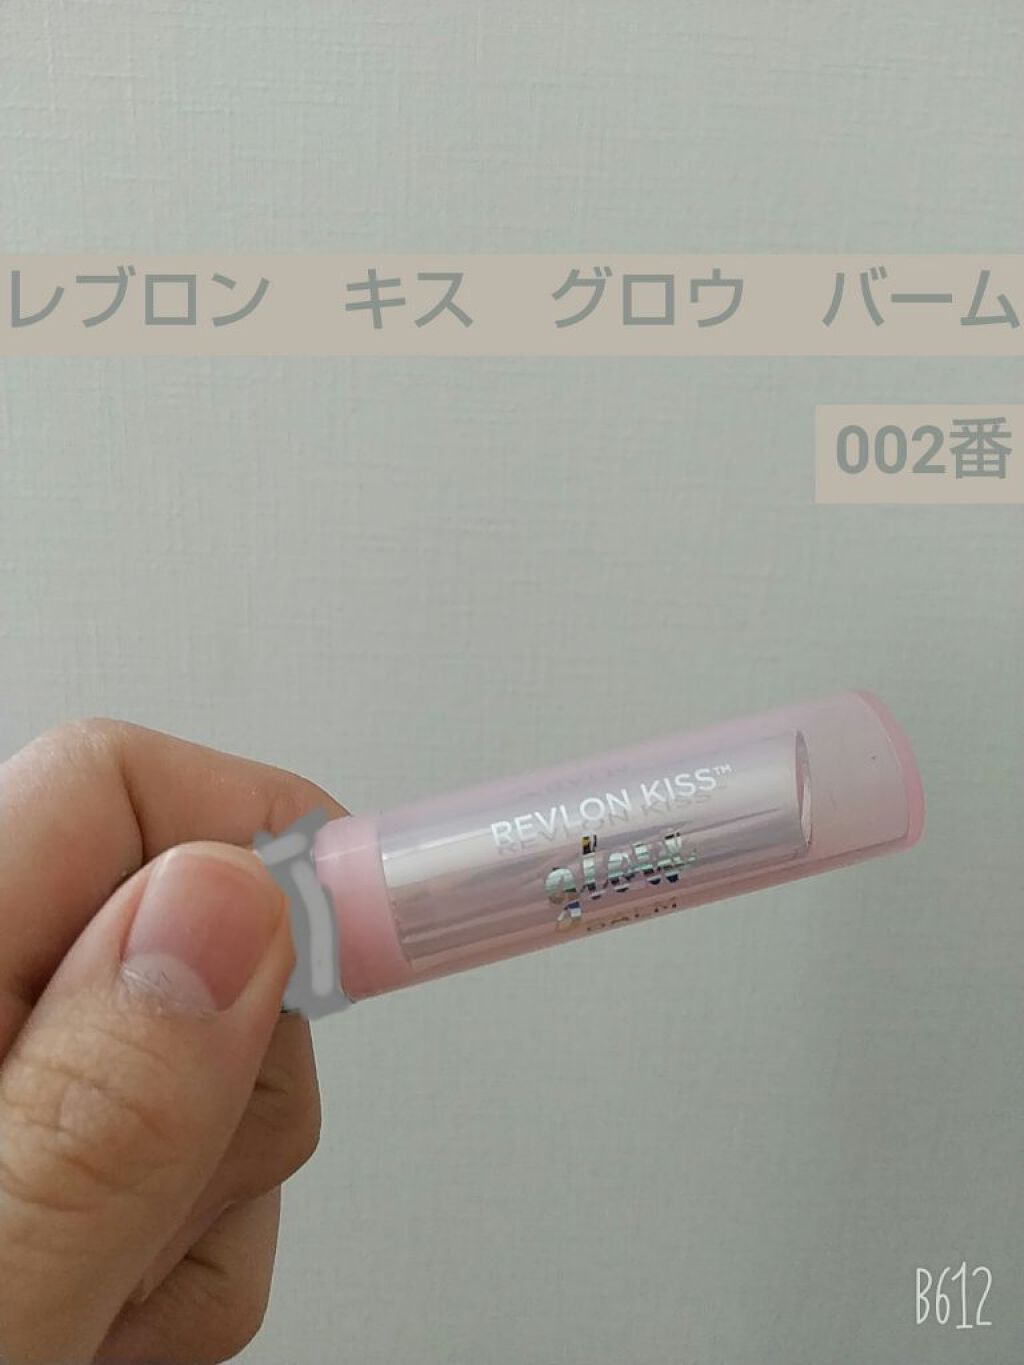 レブロン　キス　グロウ　バーム
002番
REVLON KISS™
glow
BALM
B612